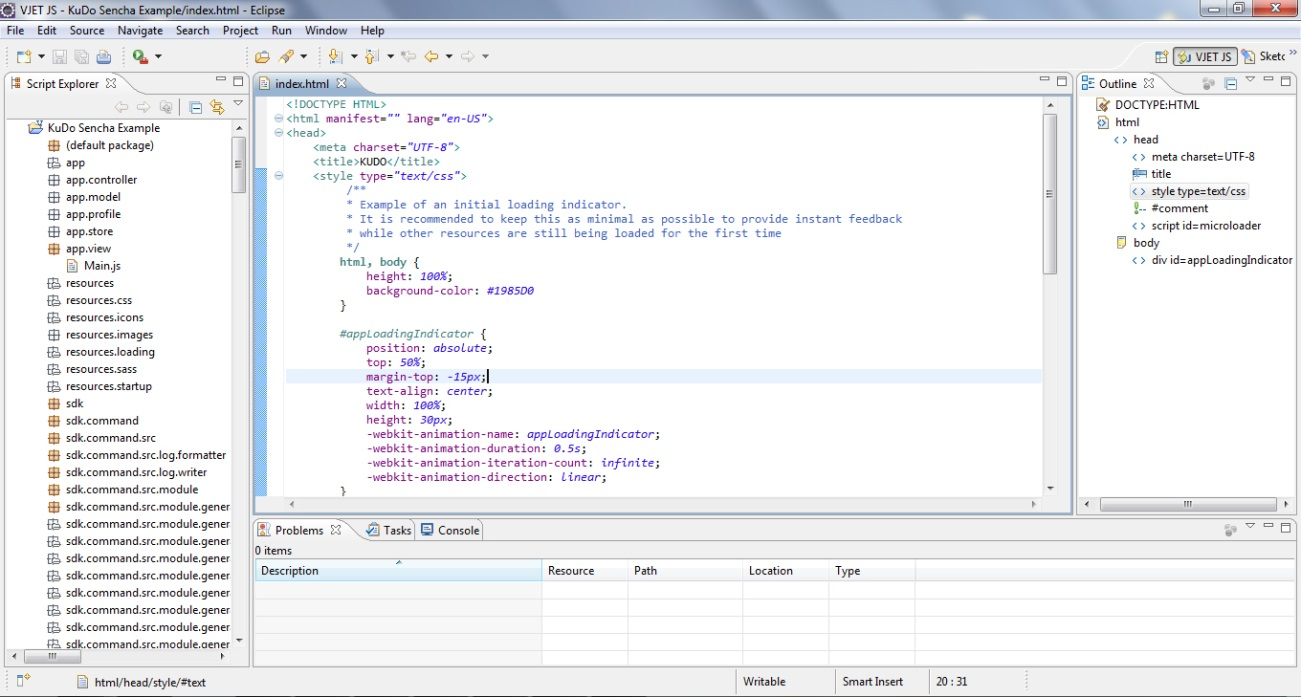 VJET JS - KuDo Sencha Example/index.html - Eclipse
File Edit Source Navigate Search Project Run Window Help
VJET JS Sketc
Script Explorer
KuDo Sencha Example
(default package)
app
app.controller
app.model
app.profile
app.store
app.view
Main.js
resources
resources.css
resources.icons
resources.images
resources.loading
resources.sass
resources.startup
sdk
sdk.command
sdk.command.src
sdk.command.src.log.formatter
sdk.command.src.log.writer
sdk.command.src.module
sdk.command.src.module.gener
sdk.command.src.module.gener
sdk.command.src.module.gener
sdk.command.src.module.gener
sdk.command.src.module.gener
sdk.command.src.module.gener
sdk.command.src.module.gener
sdk.command.src.module.gener
sdk.command.src.module.gener
index.html
<!DOCTYPE HTML>
<html manifest="" lang="en-US">
<head>
<meta charset="UTF-8">
<title>KUDO</title>
<style type="text/css">
/**
* Example of an initial loading indicator.
* It is recommended to keep this as minimal as possible to provide instant feedback
* while other resources are still being loaded for the first time
*/
html, body {
height: 100%;
background-color: #1985D0
}
#appLoadingIndicator {
position: absolute;
top: 50%;
margin-top: -15px;
text-align: center;
width: 100%;
height: 30px;
-webkit-animation-name: appLoadingIndicator;
-webkit-animation-duration: 0.5s;
-webkit-animation-iteration-count: infinite;
-webkit-animation-direction: linear;
}
Outline
DOCTYPE:HTML
html
head
meta charset=UTF-8
title
style type=text/css
#comment
script id=microloader
body
div id=appLoadingIndicator
Problems Tasks Console
0 items
Description Resource Path Location Type
html/head/style/#text Writable Smart Insert 20 : 31